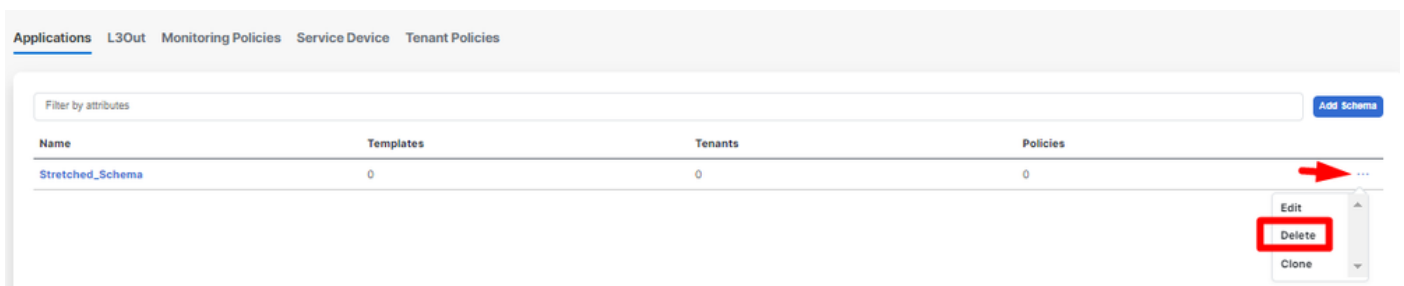 Applications L3Out Monitoring Policies Service Device Tenant Policies
Filter by attributes Add Schema
Name Templates Tenants Policies
Stretched_Schema 0 0 0 ...
Edit
Delete
Clone